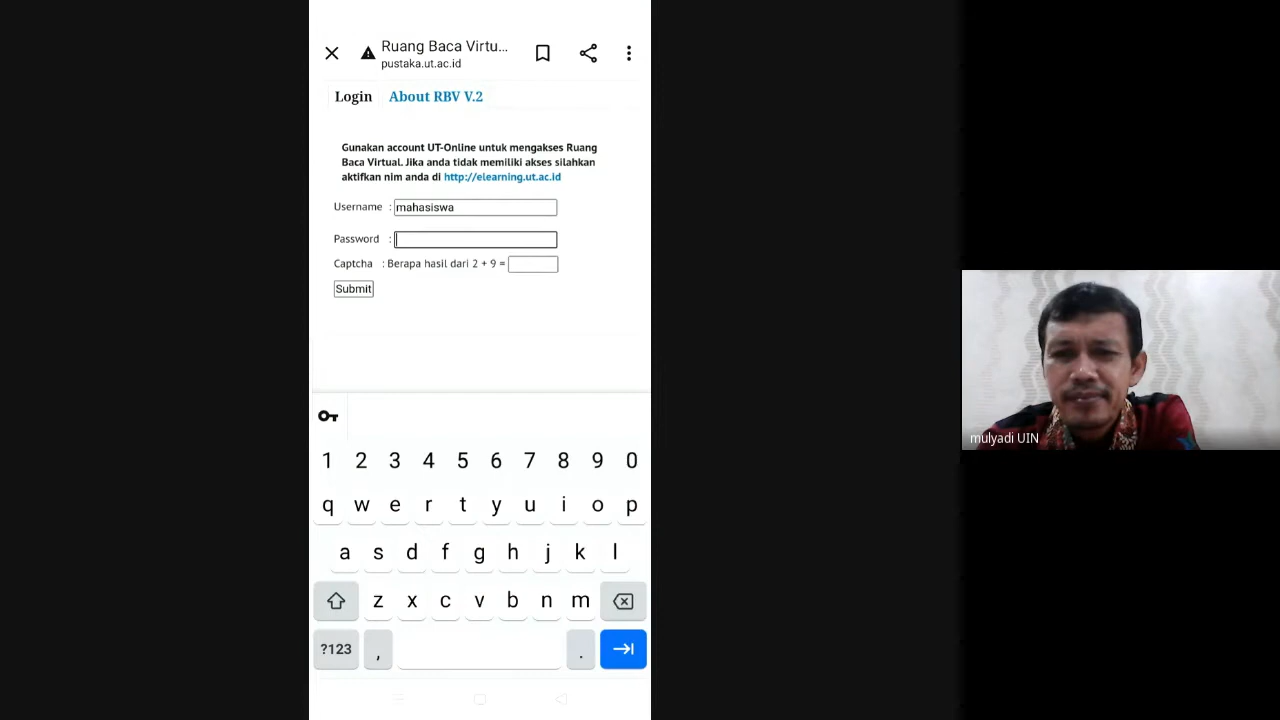 Ruang Baca Virtu...
pustaka.ut.ac.id
Login About RBV V.2
Gunakan account UT-Online untuk mengakses Ruang
Baca Virtual. Jika anda tidak memiliki akses silahkan
aktifkan nim anda di http://elearning.ut.ac.id
Username : mahasiswa
Password :
Captcha : Berapa hasil dari 2 + 9 =
Submit
1 2 3 4 5 6 7 8 9 0
q w e r t y u i o p
a s d f g h j k l
z x c v b n m
?123 , .
mulyadi UIN